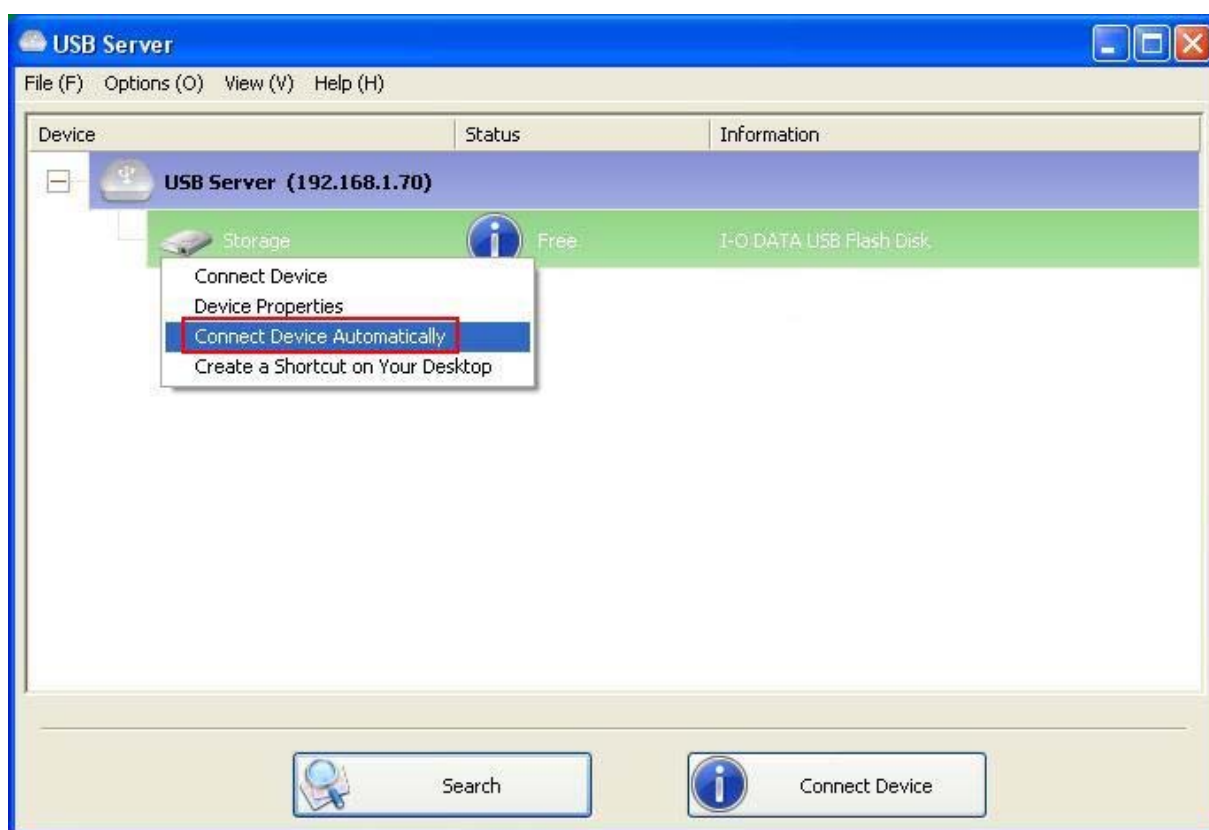 USB Server
File (F) Options (O) View (V) Help (H)
Device Status Information
USB Server (192.168.1.70)
Storage Free I-O DATA USB Flash Disk
Connect Device
Device Properties
Connect Device Automatically
Create a Shortcut on Your Desktop
Search Connect Device